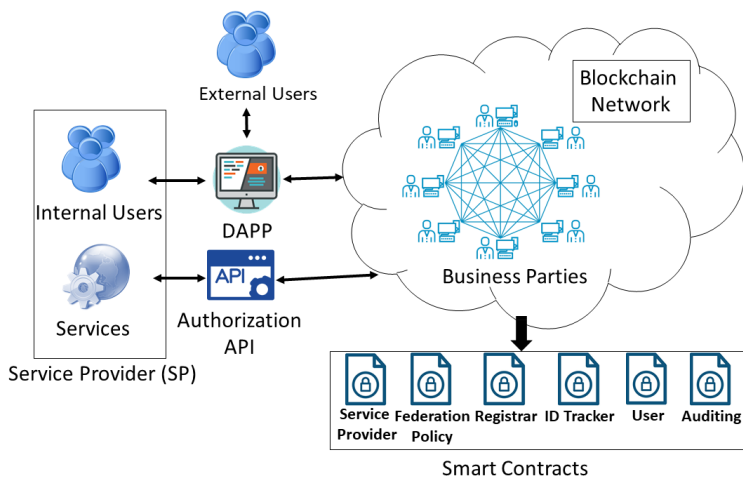 External Users
Blockchain
Network
Internal Users
DAPP
Business Parties
API
Services
Authorization
API
Service Provider (SP)
Service
Provider
Federation
Policy
Registrar
ID Tracker
User
Auditing
Smart Contracts